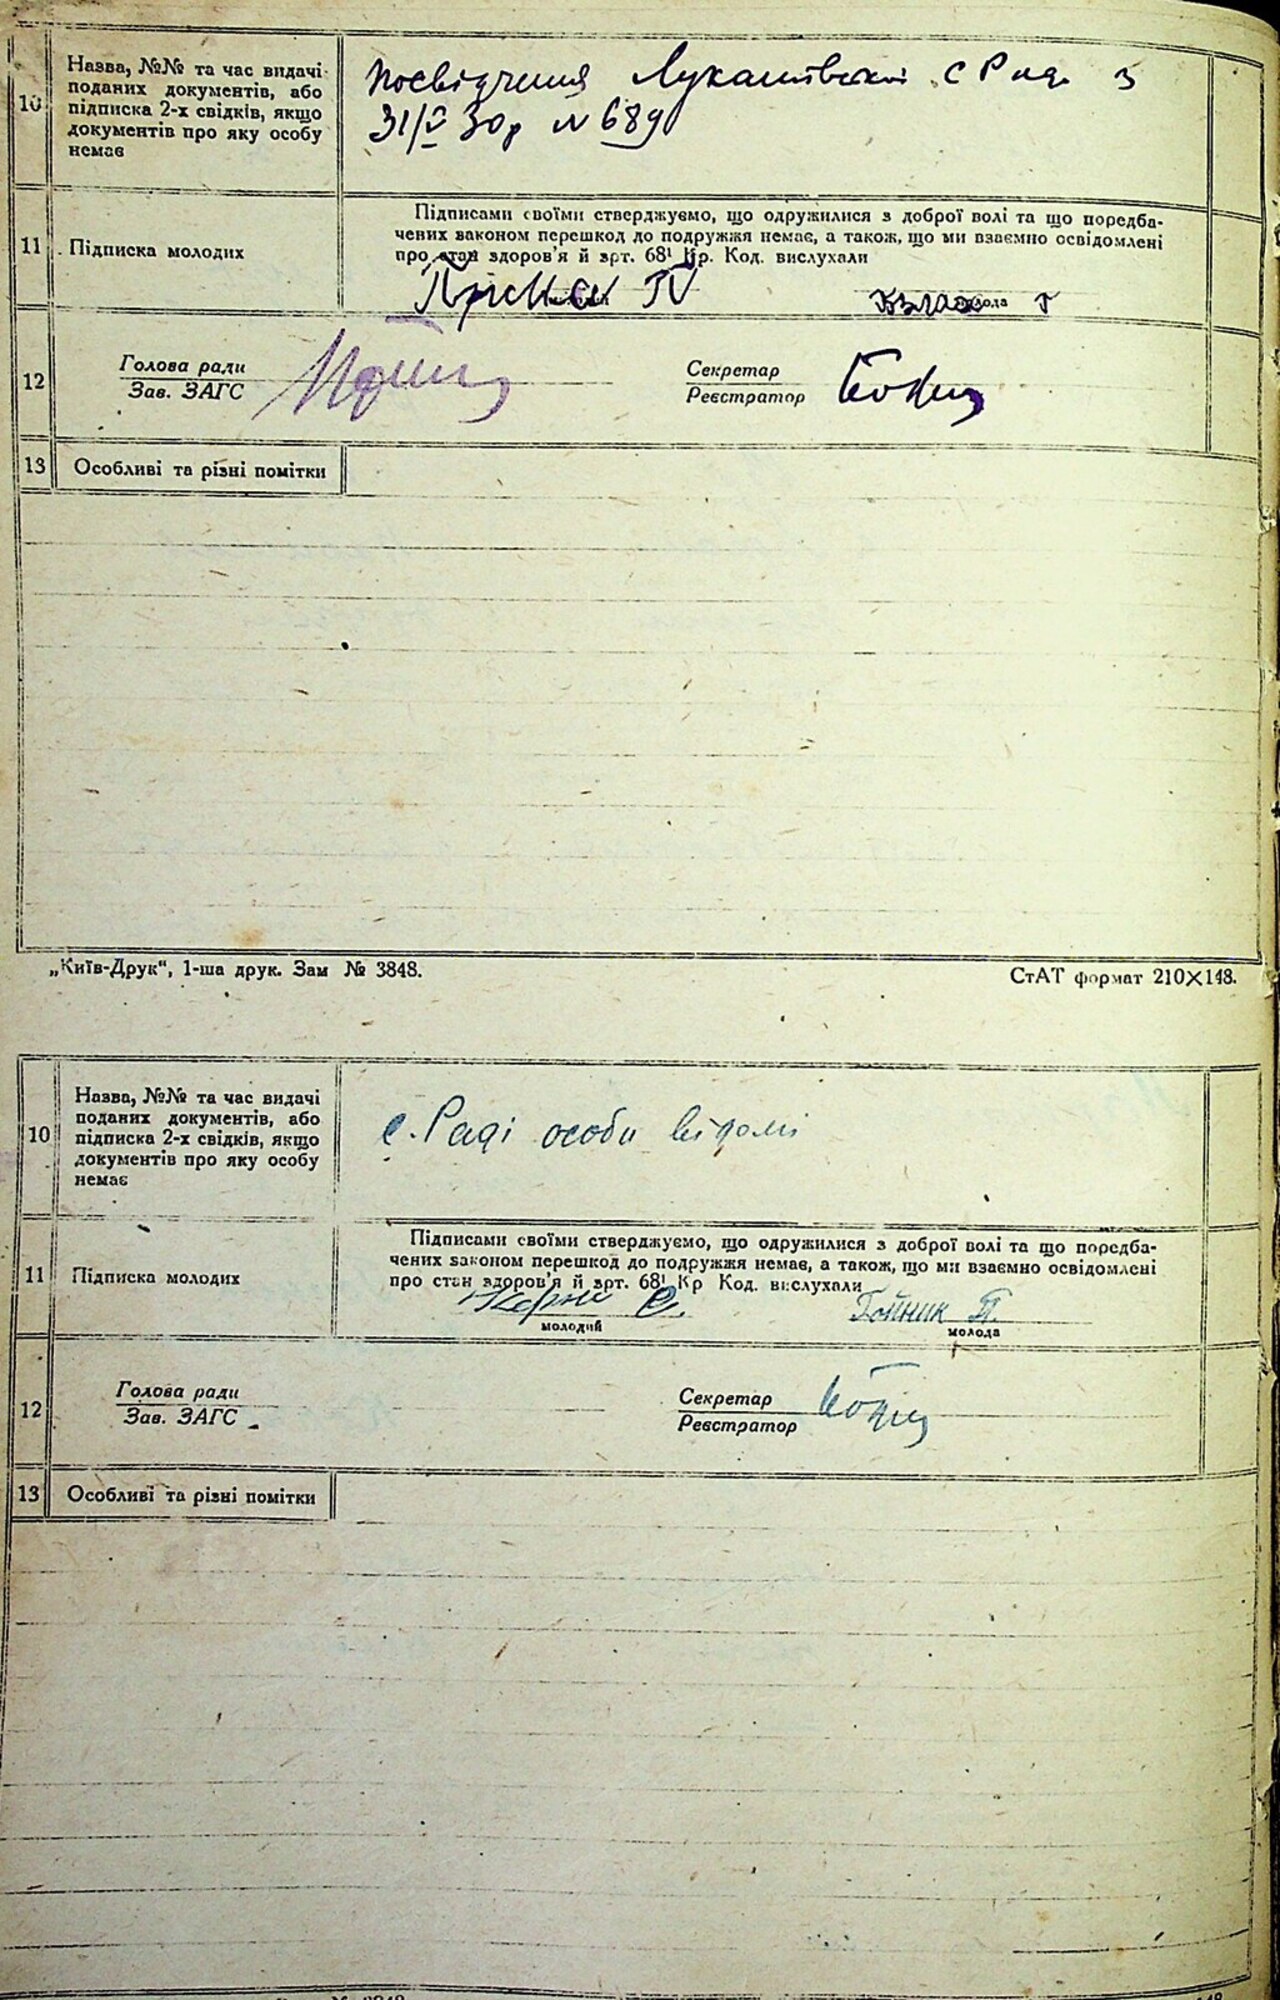 10
Назва, №№ та час видачі
поданих документів, або
підписка 2-х свідків, якщо
документів про яку особу
немає
Посвідчення Лукашівської С Ради з
31/V 30р N 689
11
Підписка молодих
Підписами своїми стверджуємо, що одружилися з доброї волі та що передба-
чених законом перешкод до подружжя немає, а також, що ми взаємно освідомлені
про стан здоров'я й арт. 68¹ Кр. Код. вислухали
12
Голова ради
Зав. ЗАГС
Секретар
Реєстратор
13
Особливі та різні помітки
„Київ-Друк“, 1-ша друк. Зам № 3848.
СтАТ формат 210×148.
10
Назва, №№ та час видачі
поданих документів, або
підписка 2-х свідків, якщо
документів про яку особу
немає
с. Раді особи відомі
11
Підписка молодих
Підписами своїми стверджуємо, що одружилися з доброї волі та що передба-
чених законом перешкод до подружжя немає, а також, що ми взаємно освідомлені
про стан здоров'я й арт. 68¹ Кр Код. вислухали
Гойник П.
молодий
молода
12
Голова ради
Зав. ЗАГС
Секретар
Реєстратор
13
Особливі та різні помітки